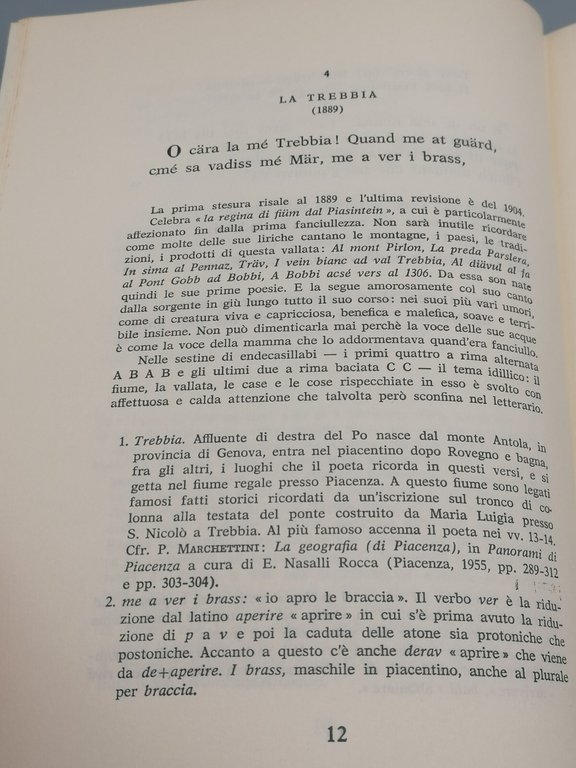 4
LA TREBBIA
(1889)
O cära la mé Trebbia! Quand me at guärd,
cmé sa vadiss mé Mär, me a ver i brass,
La prima stesura risale al 1889 e l'ultima revisione è del 1904.
Celebra « la regina di fiüm dal Piasintein », a cui è particolarmente
affezionato fin dalla prima fanciullezza. Non sarà inutile ricordare
come molte delle sue liriche cantano le montagne, i paesi, le tradi-
zioni, i prodotti di questa vallata: Al mont Pirlon, La preda Parslera,
In sima al Pennaz, Träv, I vein bianc ad val Trebbia, Al diävul al fa
al Pont Gobb ad Bobbi, A Bobbi acsé vers al 1306. Da essa son nate
quindi le sue prime poesie. E la segue amorosamente col suo canto
dalla sorgente in giù lungo tutto il suo corso: nei suoi più vari umori,
come di creatura viva e capricciosa, benefica e malefica, soave e terri-
bile insieme. Non può dimenticarla mai perchè la voce delle sue acque
è come la voce della mamma che lo addormentava quand'era fanciullo.
Nelle sestine di endecasillabi — i primi quattro a rima alternata
A B A B e gli ultimi due a rima baciata C C — il tema idillico: il
fiume, la vallata, le case e le cose rispecchiate in esso è svolto con
affettuosa e calda attenzione che talvolta però sconfina nel letterario.
1. Trebbia. Affluente di destra del Po nasce dal monte Antola, in
provincia di Genova, entra nel piacentino dopo Rovegno e bagna,
fra gli altri, i luoghi che il poeta ricorda in questi versi, e si
getta nel fiume regale presso Piacenza. A questo fiume sono legati
famosi fatti storici ricordati da un'iscrizione sul tronco di co-
lonna alla testata del ponte costruito da Maria Luigia presso
S. Nicolò a Trebbia. Al più famoso accenna il poeta nei vv. 13-14.
Cfr. P. MARCHETTINI: La geografia (di Piacenza), in Panorami di
Piacenza a cura di E. Nasalli Rocca (Piacenza, 1955, pp. 289-312
e pp. 303-304).
2. me a ver i brass: « io apro le braccia ». Il verbo ver è la ridu-
zione dal latino aperire « aprire » in cui s'è prima avuto la ridu-
zione di p a v e poi la caduta delle atone sia protoniche che
postoniche. Accanto a questo c'è anche derav « aprire » che viene
da de+aperire. I brass, maschile in piacentino, anche al plurale
per braccia.
12